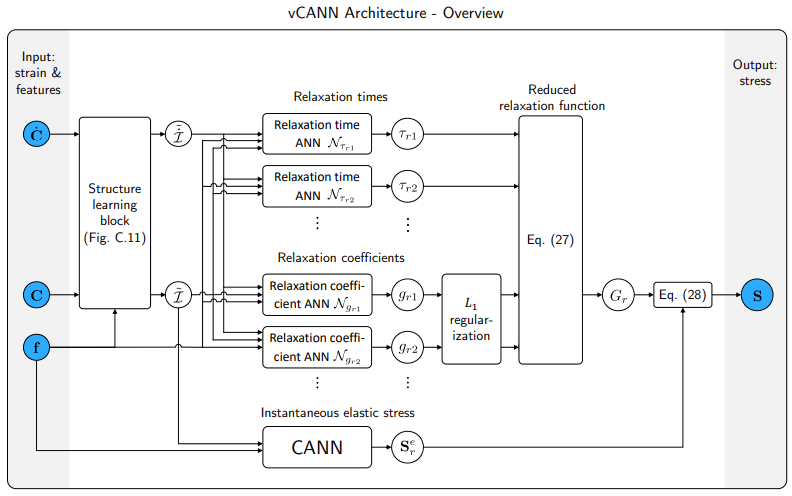 vCANN Architecture - Overview
Input:
strain &
features
Output:
stress
Relaxation times
Reduced
relaxation function
Ċ
Structure
learning
block
(Fig. C.11)
𝓘̃̇
Relaxation time
ANN 𝒩τr1
τr1
Relaxation time
ANN 𝒩τr2
τr2
⋮
⋮
Eq. (27)
Relaxation coefficients
C
𝓘̃
Relaxation coeffi-
cient ANN 𝒩gr1
gr1
L1
regular-
ization
Gr
Eq. (28)
S
f
Relaxation coeffi-
cient ANN 𝒩gr2
gr2
⋮
⋮
Instantaneous elastic stress
CANN
Sᵉr